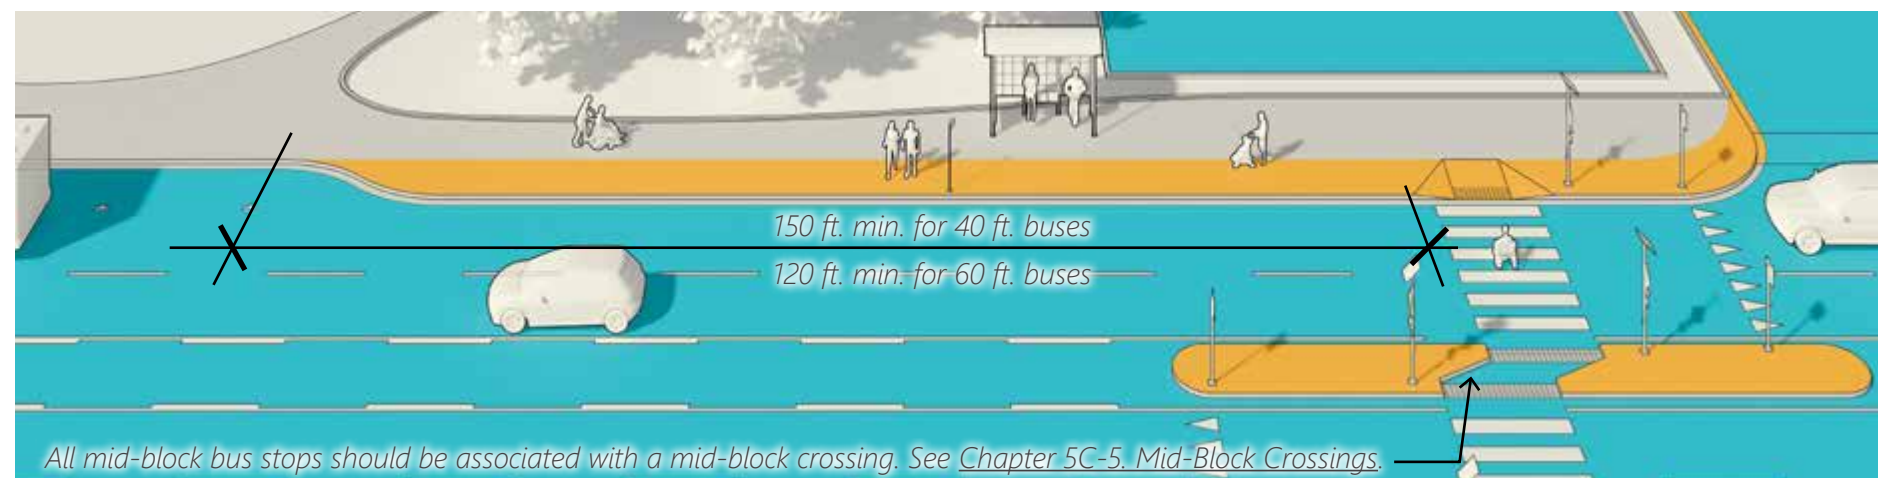 150 ft. min. for 40 ft. buses
120 ft. min. for 60 ft. buses
All mid-block bus stops should be associated with a mid-block crossing. See Chapter 5C-5. Mid-Block Crossings.